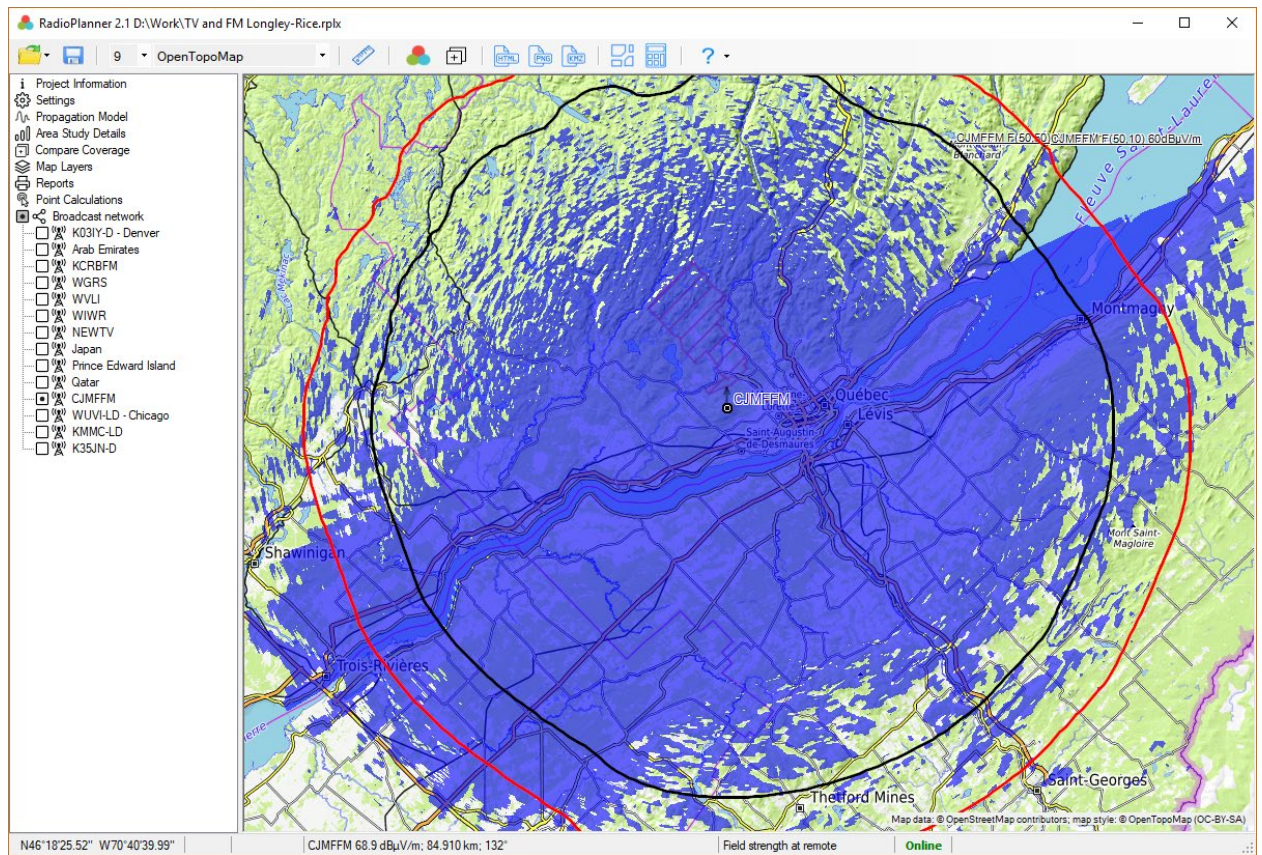 RadioPlanner 2.1 D:\Work\TV and FM Longley-Rice.rplx
9 OpenTopoMap
HTML PNG KMZ ?
Project Information
Settings
Propagation Model
Area Study Details
Compare Coverage
Map Layers
Reports
Point Calculations
Broadcast network
K03IY-D - Denver
Arab Emirates
KCRBFM
WGRS
WVLI
WIWR
NEWTV
Japan
Prince Edward Island
Qatar
CJMFFM
WUVI-LD - Chicago
KMMC-LD
K35JN-D
CJMFFM F(50,50) CJMFFM F(50,10) 60dBµV/m
Blanchard
Fleuve Saint-Laure
Montmagny
CJMFFM
Québec
Lorette
Lévis
Saint-Augustin-
de-Desmaures
Mont Saint-
Magloire
Shawinigan
Trois-Rivières
Saint-Georges
Thetford Mines
Map data: © OpenStreetMap contributors; map style: © OpenTopoMap (OC-BY-SA)
N46°18'25.52" W70°40'39.99" CJMFFM 68.9 dBµV/m; 84.910 km; 132° Field strength at remote Online